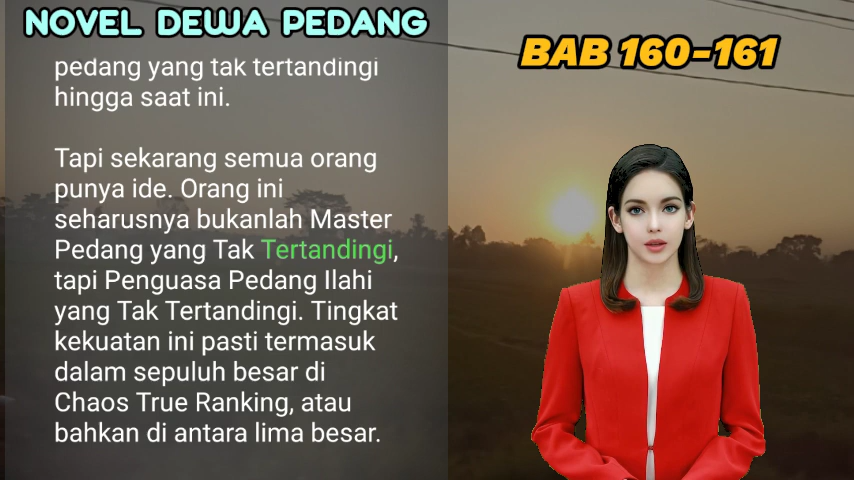 NOVEL DEWA PEDANG
BAB 160-161
pedang yang tak tertandingi
hingga saat ini.
Tapi sekarang semua orang
punya ide. Orang ini
seharusnya bukanlah Master
Pedang yang Tak Tertandingi,
tapi Penguasa Pedang Ilahi
yang Tak Tertandingi. Tingkat
kekuatan ini pasti termasuk
dalam sepuluh besar di
Chaos True Ranking, atau
bahkan di antara lima besar.